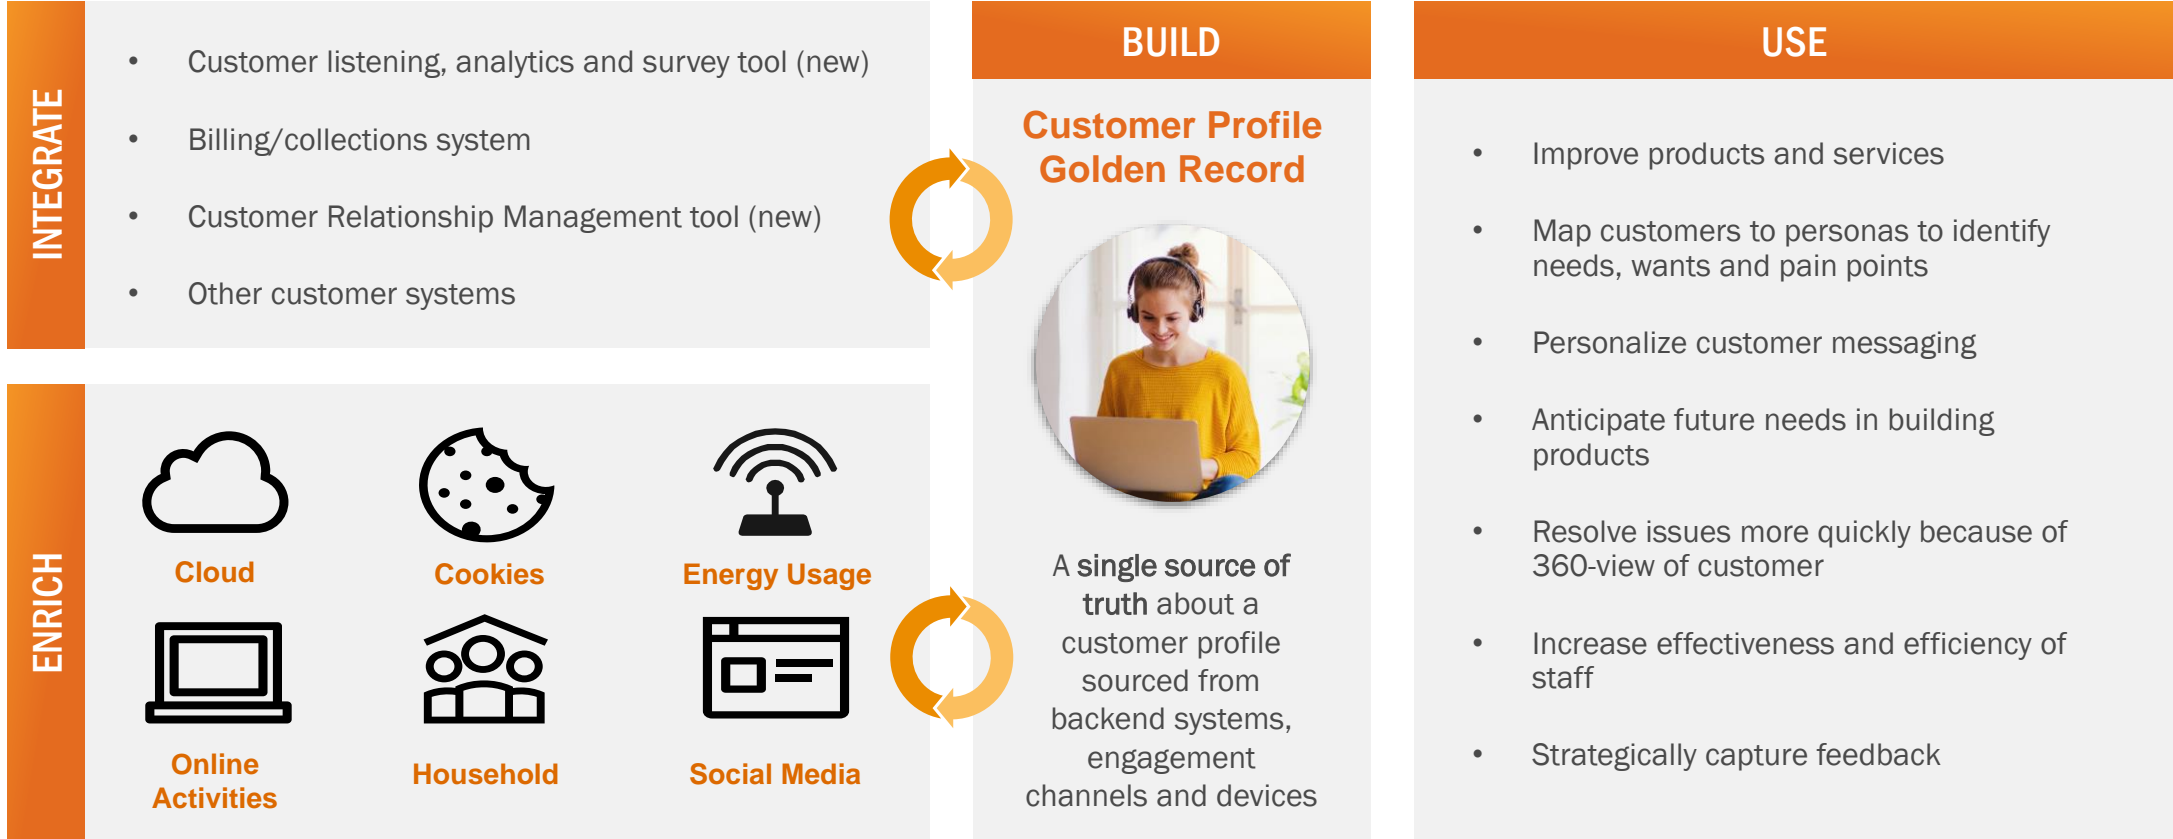 INTEGRATE
• Customer listening, analytics and survey tool (new)
• Billing/collections system
• Customer Relationship Management tool (new)
• Other customer systems
ENRICH
Cloud
Cookies
Energy Usage
Online
Activities
Household
Social Media
BUILD
Customer Profile
Golden Record
A single source of
truth about a
customer profile
sourced from
backend systems,
engagement
channels and devices
USE
• Improve products and services
• Map customers to personas to identify
needs, wants and pain points
• Personalize customer messaging
• Anticipate future needs in building
products
• Resolve issues more quickly because of
360-view of customer
• Increase effectiveness and efficiency of
staff
• Strategically capture feedback